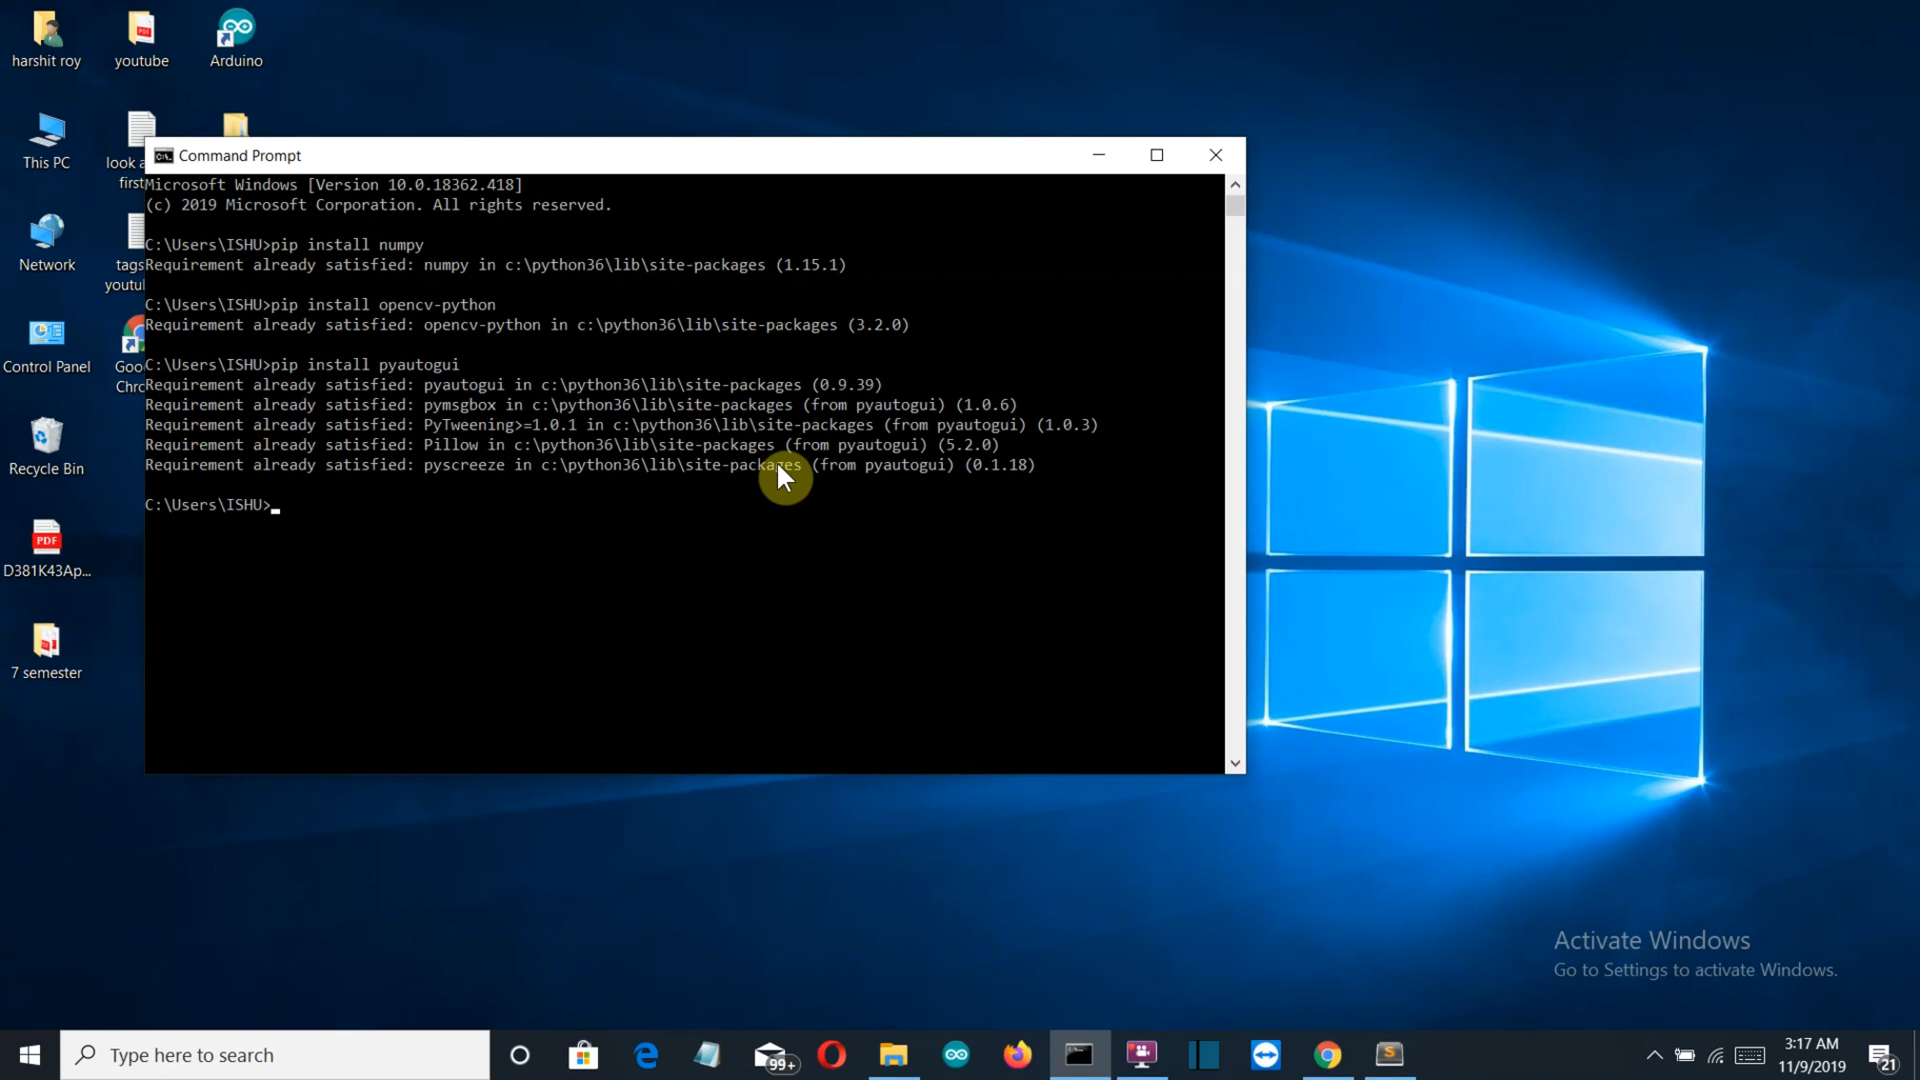 harshit roy
youtube
Arduino
This PC
look a
first
Network
tags
youtu
Control Panel
Goo
Chrc
Recycle Bin
PDF
D381K43Ap...
7 semester
Command Prompt
Microsoft Windows [Version 10.0.18362.418]
(c) 2019 Microsoft Corporation. All rights reserved.
C:\Users\ISHU>pip install numpy
Requirement already satisfied: numpy in c:\python36\lib\site-packages (1.15.1)
C:\Users\ISHU>pip install opencv-python
Requirement already satisfied: opencv-python in c:\python36\lib\site-packages (3.2.0)
C:\Users\ISHU>pip install pyautogui
Requirement already satisfied: pyautogui in c:\python36\lib\site-packages (0.9.39)
Requirement already satisfied: pymsgbox in c:\python36\lib\site-packages (from pyautogui) (1.0.6)
Requirement already satisfied: PyTweening>=1.0.1 in c:\python36\lib\site-packages (from pyautogui) (1.0.3)
Requirement already satisfied: Pillow in c:\python36\lib\site-packages (from pyautogui) (5.2.0)
Requirement already satisfied: pyscreeze in c:\python36\lib\site-packages (from pyautogui) (0.1.18)
C:\Users\ISHU>
Activate Windows
Go to Settings to activate Windows.
Type here to search
99+
3:17 AM
11/9/2019
21